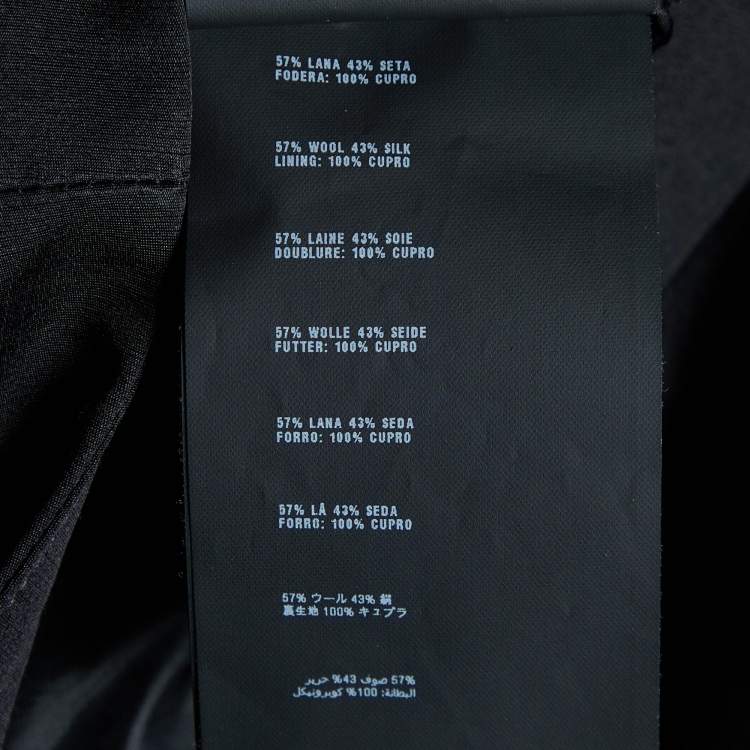 57% LANA 43% SETA
FODERA: 100% CUPRO
57% WOOL 43% SILK
LINING: 100% CUPRO
57% LAINE 43% SOIE
DOUBLURE: 100% CUPRO
57% WOLLE 43% SEIDE
FUTTER: 100% CUPRO
57% LANA 43% SEDA
FORRO: 100% CUPRO
57% LÃ 43% SEDA
FORRO: 100% CUPRO
57% ウール 43% 絹
裏生地 100% キュプラ
57% صوف 43% حرير
البطانة: 100% كوبرونيكل